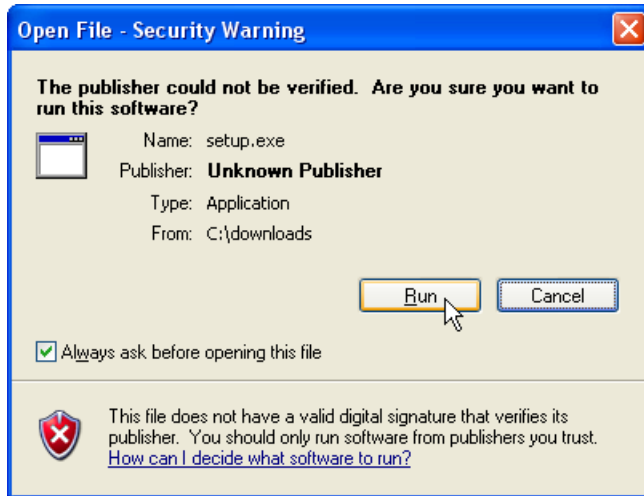 Open File - Security Warning
The publisher could not be verified.  Are you sure you want to
run this software?
Name: setup.exe
Publisher: Unknown Publisher
Type: Application
From: C:\downloads
Run Cancel
Always ask before opening this file
This file does not have a valid digital signature that verifies its
publisher.  You should only run software from publishers you trust.
How can I decide what software to run?